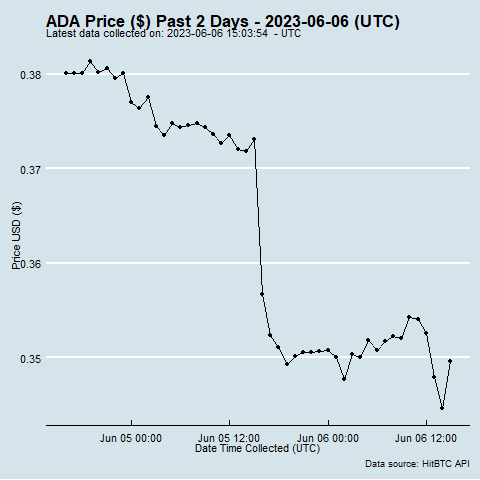 ADA Price ($) Past 2 Days - 2023-06-06 (UTC)
Latest data collected on: 2023-06-06 15:03:54 - UTC
0.38
0.37
0.36
0.35
Price USD ($)
Jun 05 00:00 Jun 05 12:00 Jun 06 00:00 Jun 06 12:00
Date Time Collected (UTC)
Data source: HitBTC API